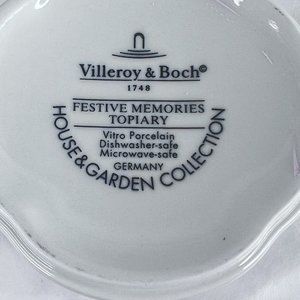 Villeroy & Boch©
1748
FESTIVE MEMORIES
TOPIARY
Vitro Porcelain
Dishwasher-safe
Microwave-safe
GERMANY
HOUSE & GARDEN COLLECTION